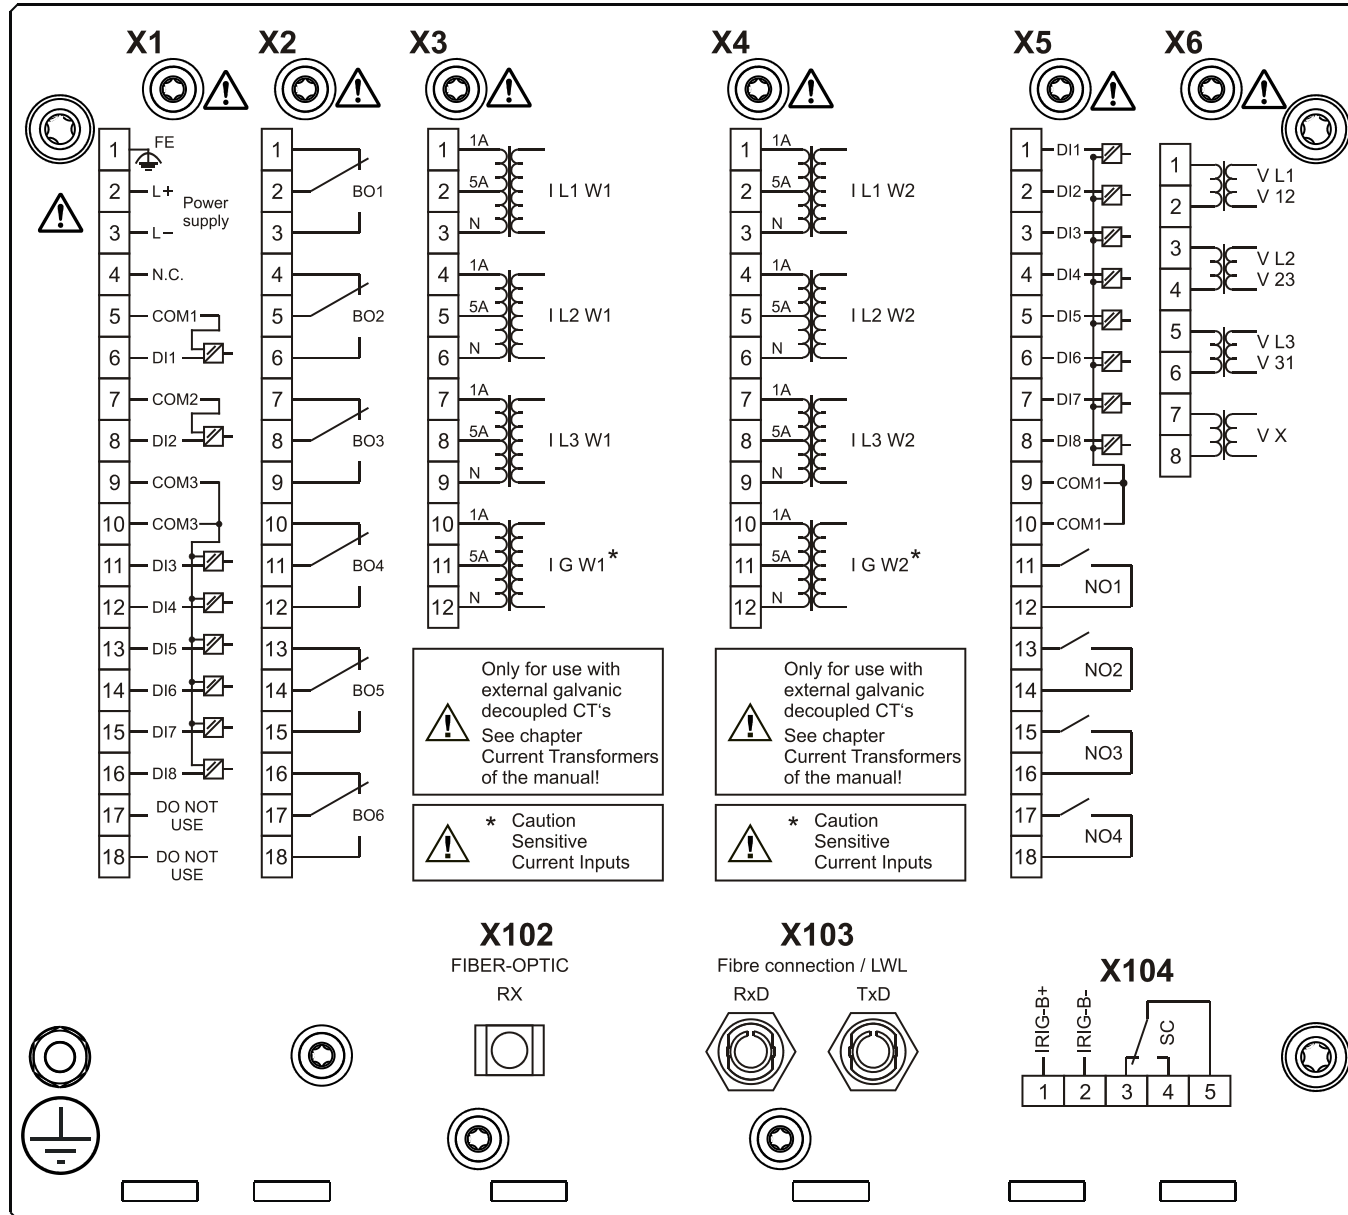 X1
1 FE
2 L+
Power
supply
3 L−
4 N.C.
5 COM1
6 DI1
7 COM2
8 DI2
9 COM3
10 COM3
11 DI3
12 DI4
13 DI5
14 DI6
15 DI7
16 DI8
17 DO NOT
USE
18 DO NOT
USE
X2
1
2 BO1
3
4
5 BO2
6
7
8 BO3
9
10
11 BO4
12
13
14 BO5
15
16
17 BO6
18
X3
1 1A
2 5A I L1 W1
3 N
4 1A
5 5A I L2 W1
6 N
7 1A
8 5A I L3 W1
9 N
10 1A
11 5A I G W1*
12 N
Only for use with
external galvanic
decoupled CT‘s
See chapter
Current Transformers
of the manual!
* Caution
Sensitive
Current Inputs
X4
1 1A
2 5A I L1 W2
3 N
4 1A
5 5A I L2 W2
6 N
7 1A
8 5A I L3 W2
9 N
10 1A
11 5A I G W2*
12 N
Only for use with
external galvanic
decoupled CT‘s
See chapter
Current Transformers
of the manual!
* Caution
Sensitive
Current Inputs
X5
1 DI1
2 DI2
3 DI3
4 DI4
5 DI5
6 DI6
7 DI7
8 DI8
9 COM1
10 COM1
11
NO1
12
13
NO2
14
15
NO3
16
17
NO4
18
X6
1 V L1
2 V 12
3 V L2
4 V 23
5 V L3
6 V 31
7
V X
8
X102
FIBER-OPTIC
RX
X103
Fibre connection / LWL
RxD TxD
X104
IRIG-B+
IRIG-B-
SC
1 2 3 4 5